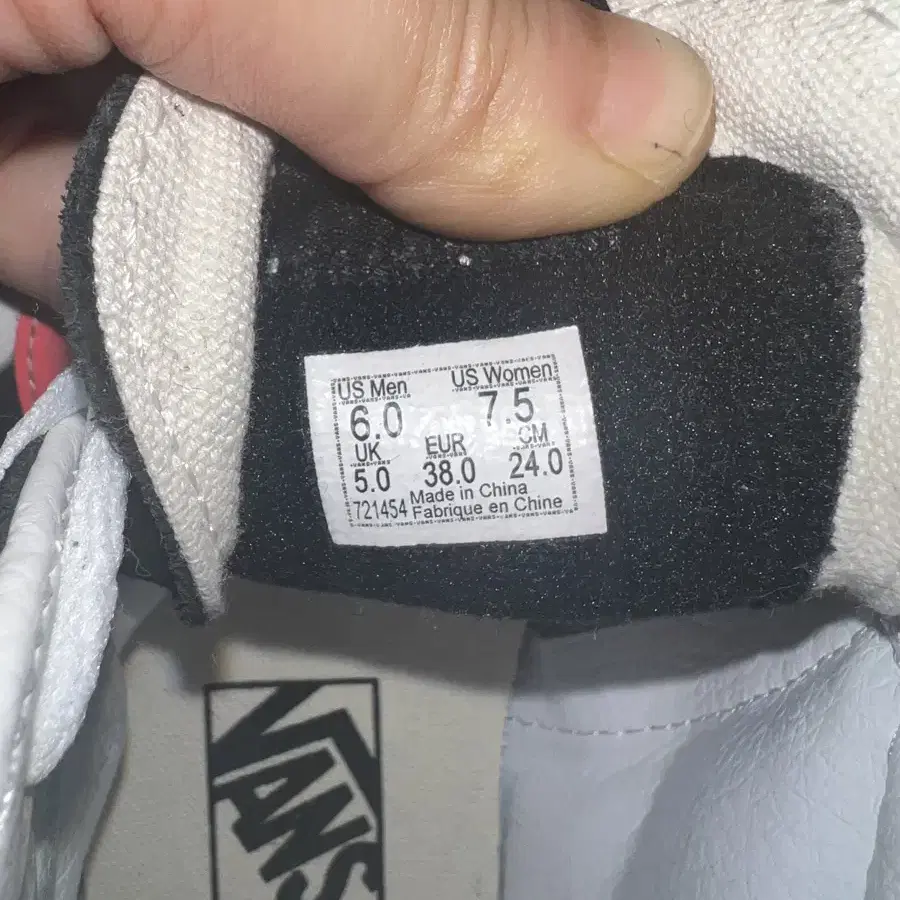 US Men US Women
6.0 7.5
UK EUR CM
5.0 38.0 24.0
721454 Made in China
Fabrique en Chine
VANS